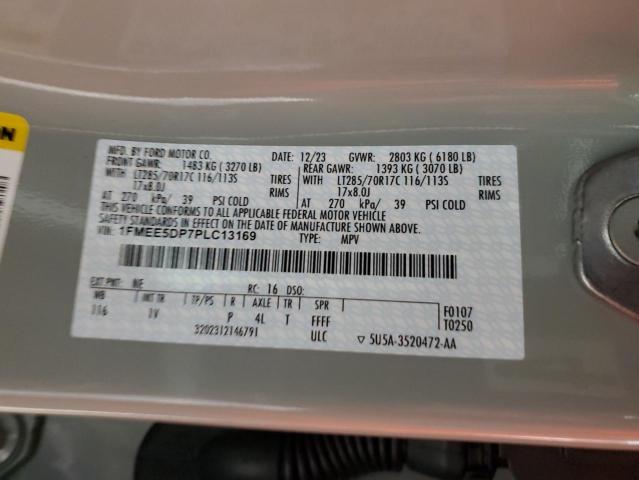 MFD. BY FORD MOTOR CO.
DATE: 12/23 GVWR: 2803 KG ( 6180 LB)
FRONT GAWR: 1483 KG ( 3270 LB)
REAR GAWR: 1393 KG ( 3070 LB)
WITH LT285/70R17C 116/113S TIRES
WITH LT285/70R17C 116/113S TIRES
17x8.0J RIMS
17x8.0J RIMS
AT 270 kPa/ 39 PSI COLD
AT 270 kPa/ 39 PSI COLD
THIS VEHICLE CONFORMS TO ALL APPLICABLE FEDERAL MOTOR VEHICLE
SAFETY STANDARDS IN EFFECT ON THE DATE OF MANUFACTURE SHOWN ABOVE.
VIN: 1FMEE5DP7PLC13169 TYPE: MPV
EXT PNT: RC: 16 DSO:
WB INT TR TP/PS R AXLE TR SPR
116 1V P 4L T FFFF
F0107
T0250
320231214679 ULC ▽ 5U5A-3520472-AA